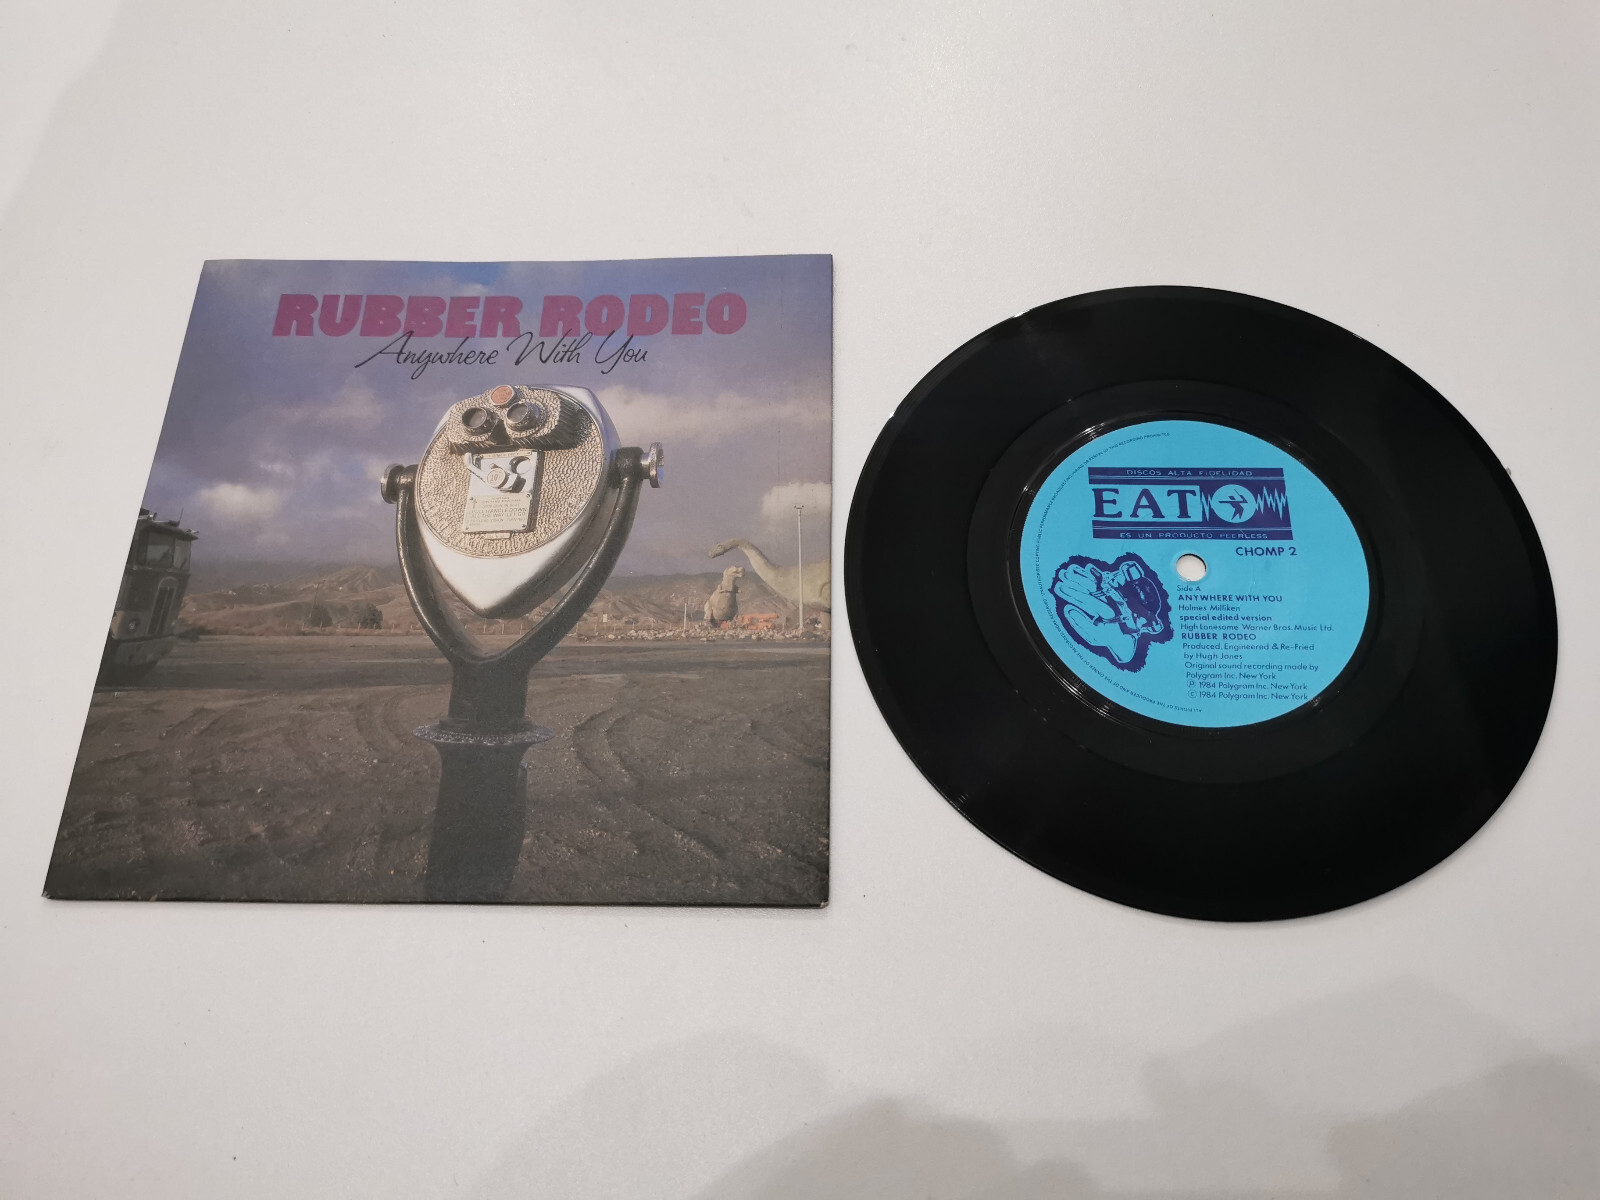 RUBBER RODEO
Anywhere With You
DISCOS ALTA FIDELIDAD
EAT
ES UN PRODUCTO PEERLESS
CHOMP 2
Side A
ANYWHERE WITH YOU
Holmes Milliken
special edited version
High Lonesome Warner Bros. Music Ltd.
RUBBER RODEO
Produced, Engineered & Re-Fried
by Hugh Jones
Original sound recording made by
Polygram Inc. New York
Ⓟ 1984 Polygram Inc. New York
© 1984 Polygram Inc. New York